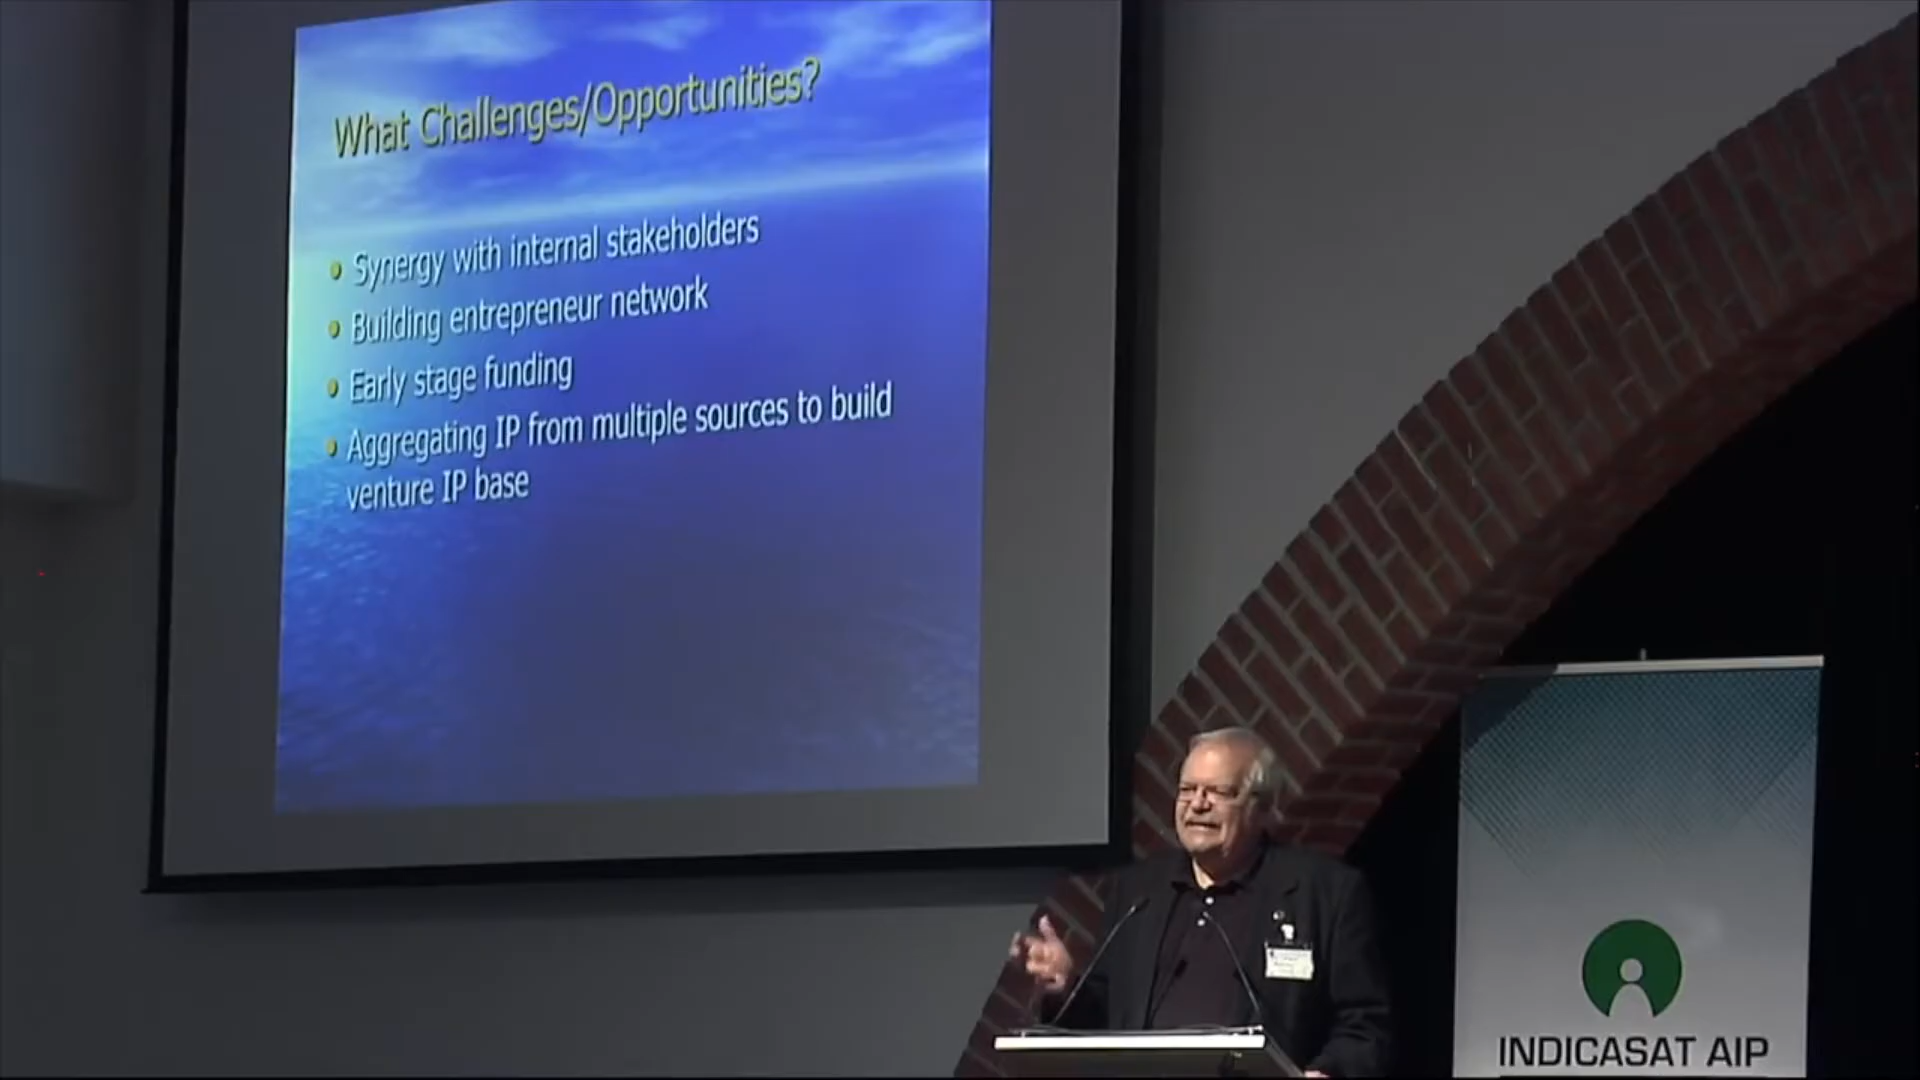 What Challenges/Opportunities?
Synergy with internal stakeholders
Building entrepreneur network
Early stage funding
Aggregating IP from multiple sources to build
venture IP base
INDICASAT AIP